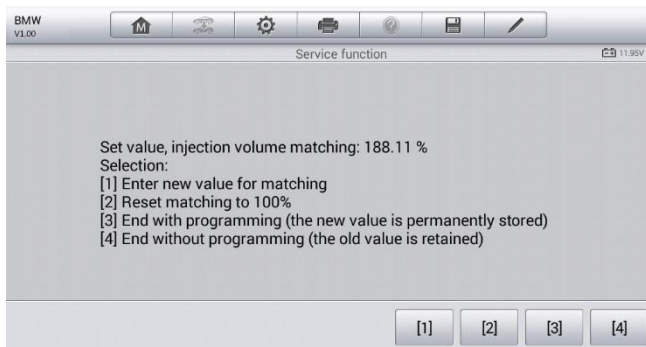 BMW
V1.00
M
Service function
11.95V
Set value, injection volume matching: 188.11 %
Selection:
[1] Enter new value for matching
[2] Reset matching to 100%
[3] End with programming (the new value is permanently stored)
[4] End without programming (the old value is retained)
[1] [2] [3] [4]